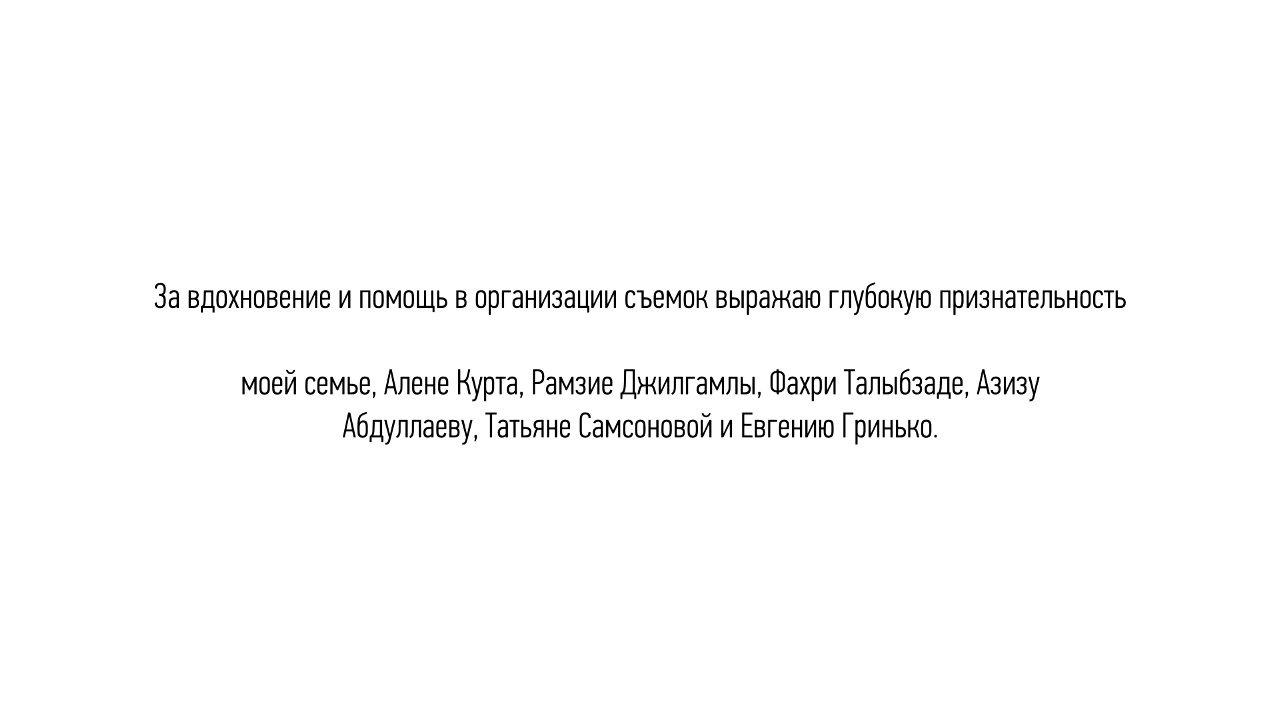 За вдохновение и помощь в организации съемок выражаю глубокую признательность
моей семье, Алене Курта, Рамзие Джилгамлы, Фахри Талыбзаде, Азизу
Абдуллаеву, Татьяне Самсоновой и Евгению Гринько.